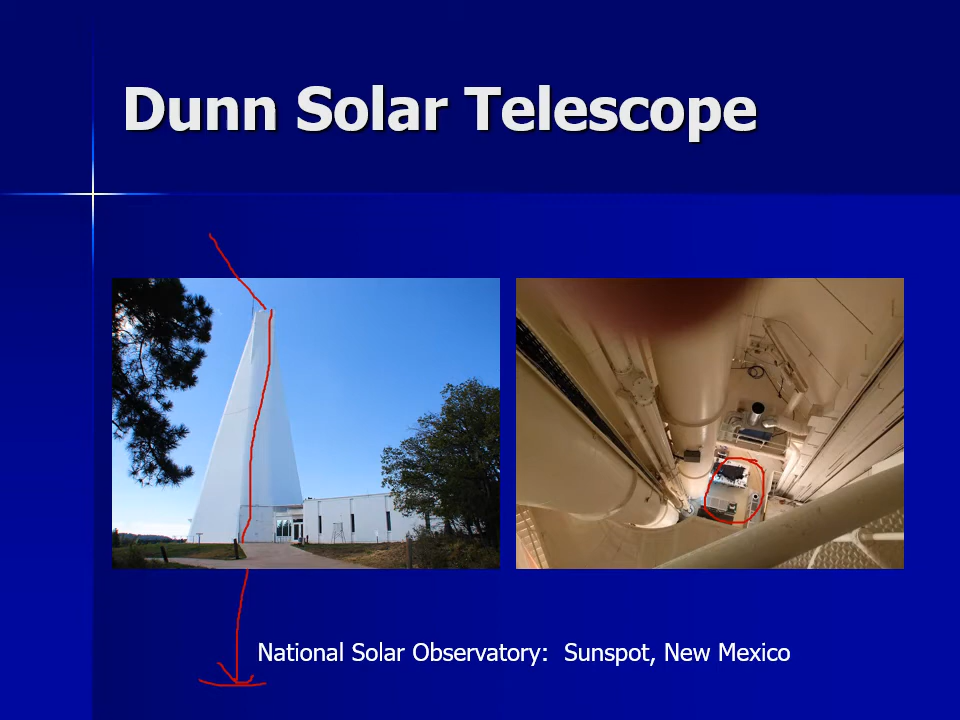 Dunn Solar Telescope
National Solar Observatory:  Sunspot, New Mexico